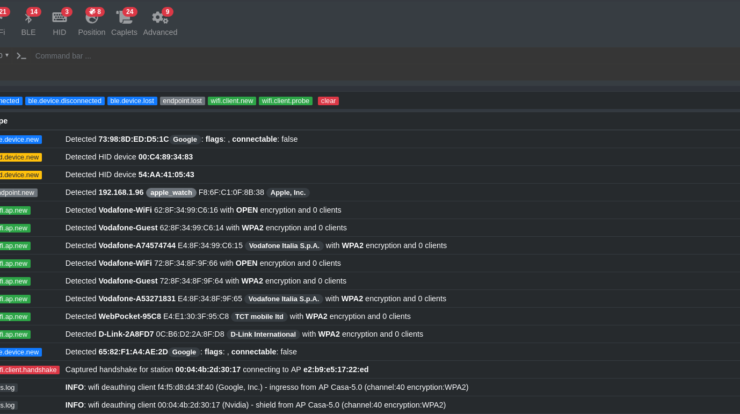 21 14 3 8 24 9
Fi BLE HID Position Caplets Advanced
Command bar ...
nected ble.device.disconnected ble.device.lost endpoint.lost wifi.client.new wifi.client.probe clear
pe
e.device.new Detected 73:98:8D:ED:D5:1C Google : flags: , connectable: false
d.device.new Detected HID device 00:C4:89:34:83
d.device.new Detected HID device 54:AA:41:05:43
ndpoint.new Detected 192.168.1.96 apple_watch F8:6F:C1:0F:8B:38 Apple, Inc.
fi.ap.new Detected Vodafone-WiFi 62:8F:34:99:C6:16 with OPEN encryption and 0 clients
fi.ap.new Detected Vodafone-Guest 62:8F:34:99:C6:14 with WPA2 encryption and 0 clients
fi.ap.new Detected Vodafone-A74574744 E4:8F:34:99:C6:15 Vodafone Italia S.p.A. with WPA2 encryption and 0 clients
fi.ap.new Detected Vodafone-WiFi 72:8F:34:8F:9F:66 with OPEN encryption and 0 clients
fi.ap.new Detected Vodafone-Guest 72:8F:34:8F:9F:64 with WPA2 encryption and 0 clients
fi.ap.new Detected Vodafone-A53271831 E4:8F:34:8F:9F:65 Vodafone Italia S.p.A. with WPA2 encryption and 0 clients
fi.ap.new Detected WebPocket-95C8 E4:E1:30:3F:95:C8 TCT mobile ltd with WPA2 encryption and 0 clients
fi.ap.new Detected D-Link-2A8FD7 0C:B6:D2:2A:8F:D8 D-Link International with WPA2 encryption and 0 clients
e.device.new Detected 65:82:F1:A4:AE:2D Google : flags: , connectable: false
fi.client.handshake Captured handshake for station 00:04:4b:2d:30:17 connecting to AP e2:b9:e5:17:22:ed
s.log INFO: wifi deauthing client f4:f5:d8:d4:3f:40 (Google, Inc.) - ingresso from AP Casa-5.0 (channel:40 encryption:WPA2)
s.log INFO: wifi deauthing client 00:04:4b:2d:30:17 (Nvidia) - shield from AP Casa-5.0 (channel:40 encryption:WPA2)